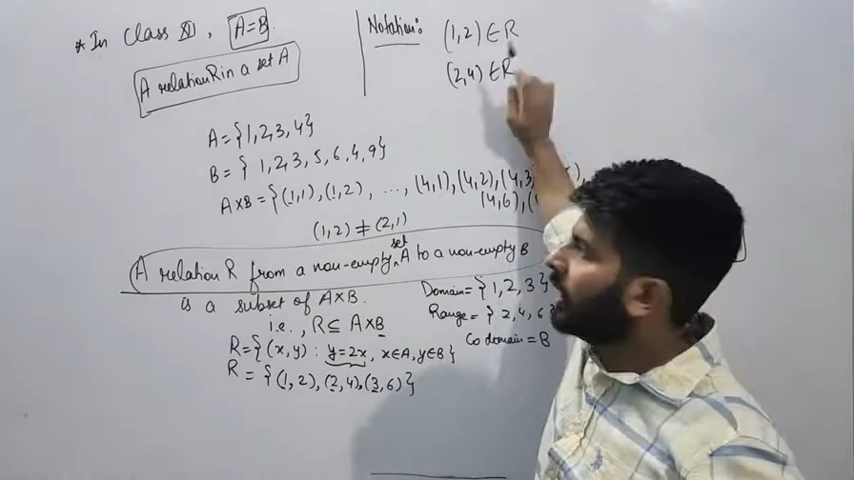 * In Class XI, A=B
A relation R in a set A
Notation: (1,2) ∈ R
(2,4) ∈ R
A = {1,2,3,4}
B = {1,2,3,5,6,4,9}
A×B = {(1,1),(1,2), ..., (4,1),(4,2),(4,3
(4,6),(
(1,2) ≠ (2,1)
A relation R from a non-empty set A to a non-empty B
is a subset of A×B.
i.e., R ⊆ A×B
R = {(x,y) : y=2x, x∈A, y∈B}
R = {(1,2),(2,4),(3,6)}
Domain = {1,2,3}
Range = {2,4,6}
Co domain = B